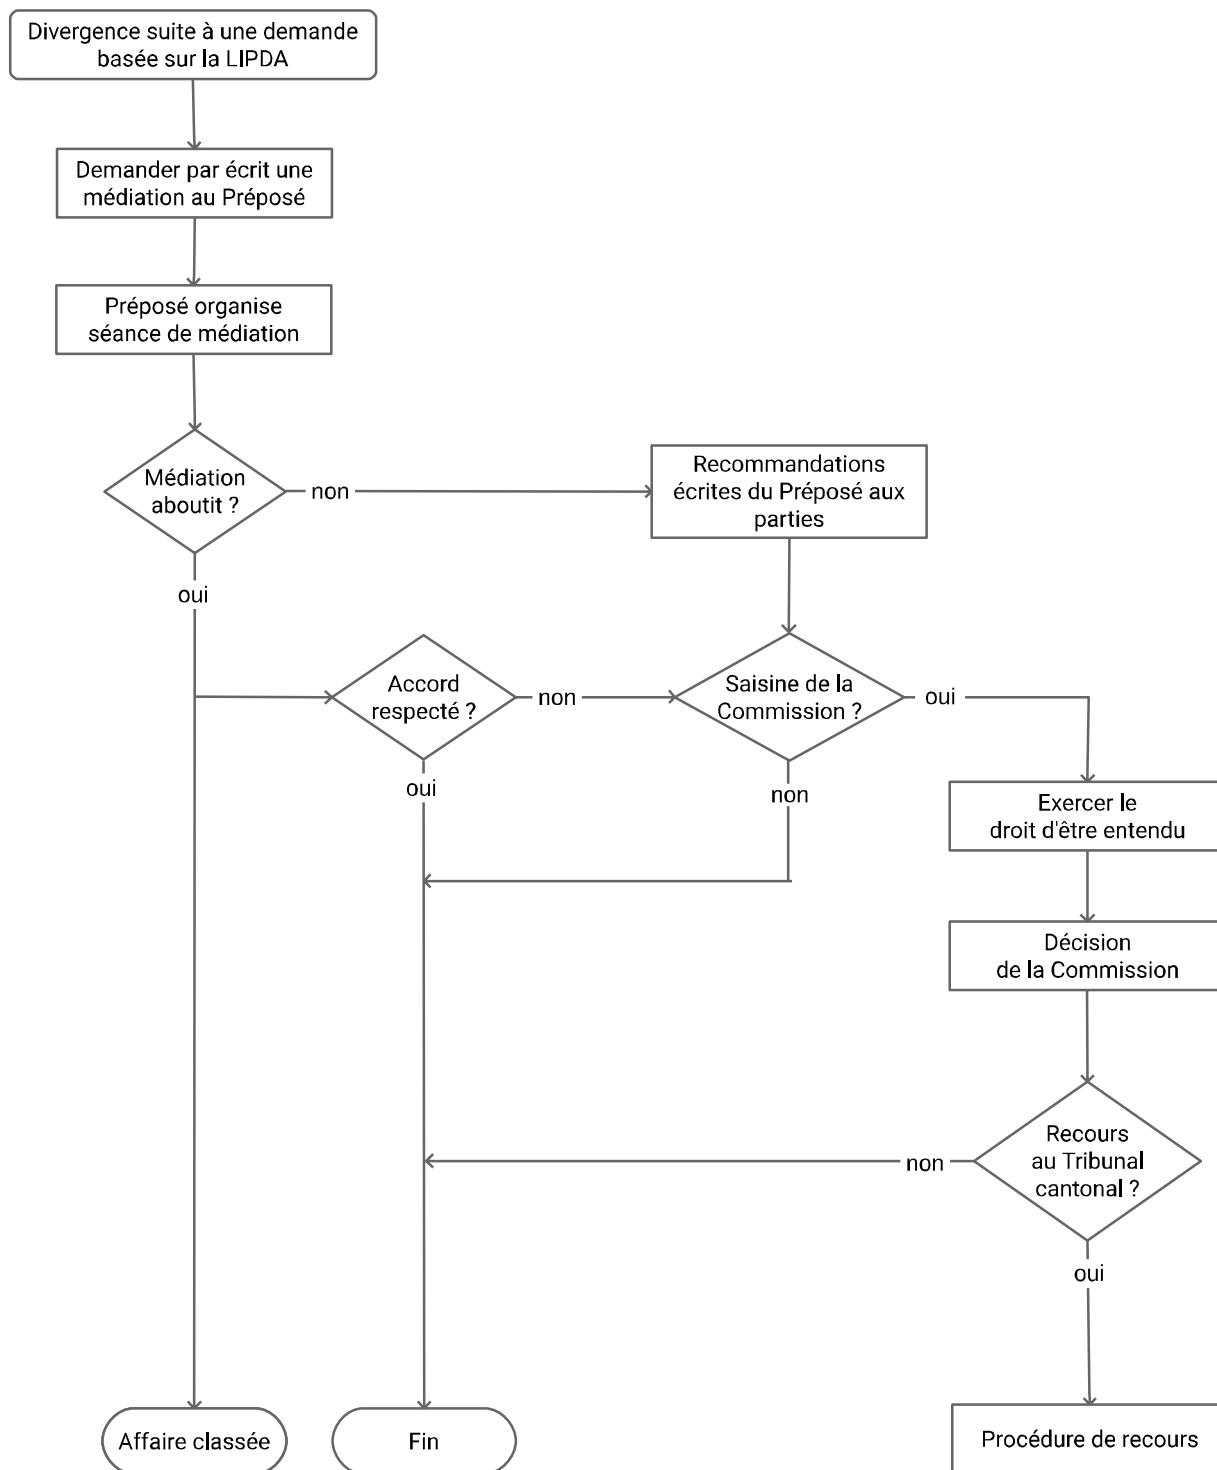 Divergence suite à une demande
basée sur la LIPDA
Demander par écrit une
médiation au Préposé
Préposé organise
séance de médiation
Médiation
aboutit ?
non
Recommandations
écrites du Préposé aux
parties
oui
Accord
respecté ?
non
Saisine de la
Commission ?
oui
oui
non
Exercer le
droit d'être entendu
Décision
de la Commission
Recours
au Tribunal
cantonal ?
non
oui
Affaire classée
Fin
Procédure de recours